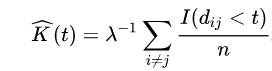 $$\widehat{K}(t) = \lambda^{-1} \sum_{i \neq j} \frac{I(d_{ij} < t)}{n}$$